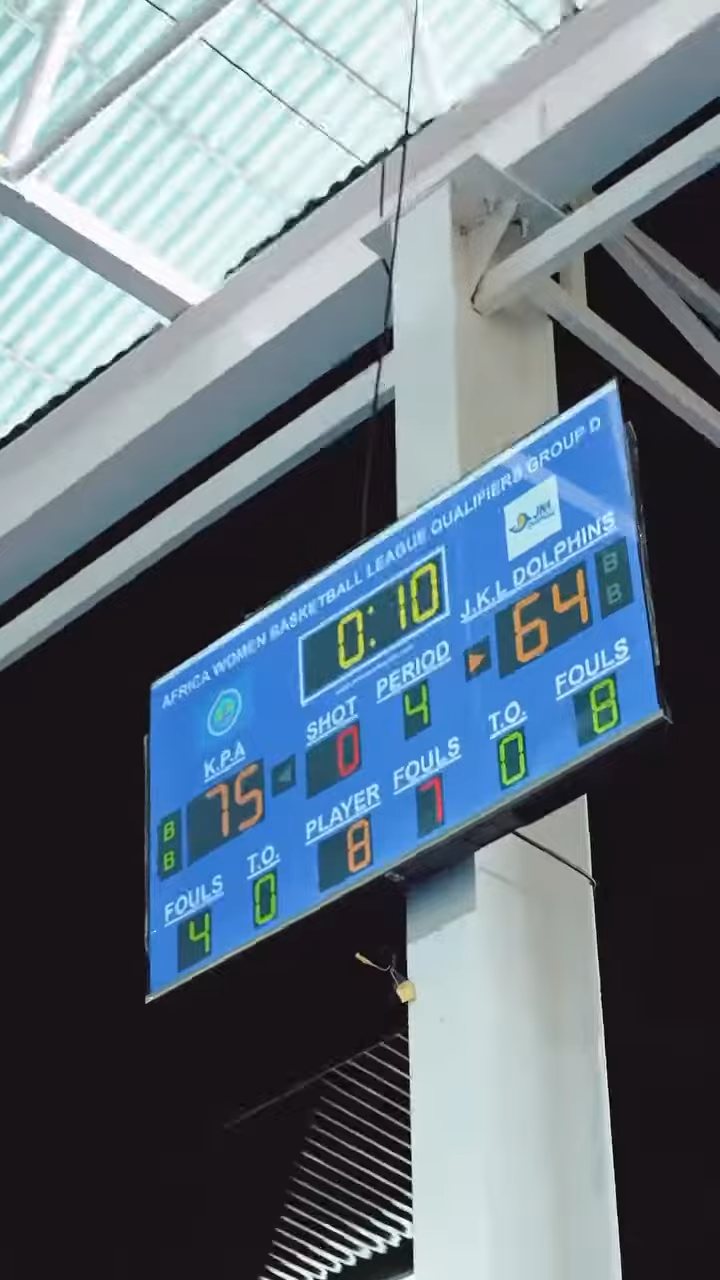 AFRICA WOMEN BASKETBALL LEAGUE QUALIFIERS GROUP D
0:10
JKL
K.P.A
J.K.L DOLPHINS
75
64
B
B
B
B
SHOT
0
PERIOD
4
PLAYER
8
FOULS
7
FOULS
4
T.O.
0
T.O.
0
FOULS
8